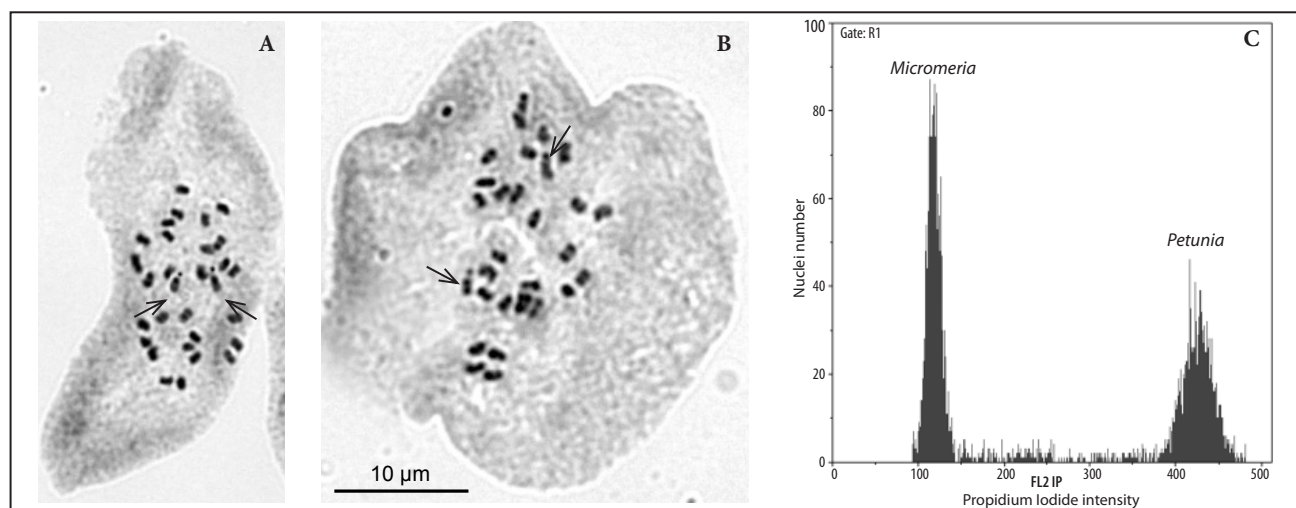 A
B
10 µm
C
Gate: R1
Micromeria
Petunia
Nuclei number
100
80
60
40
20
0
0 100 200 300 400 500
FL2 IP
Propidium Iodide intensity